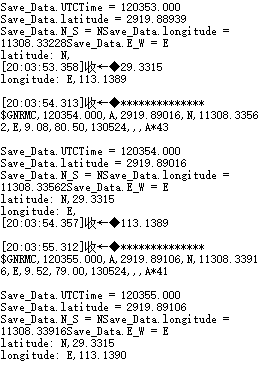 Save_Data.UTCTime = 120353.000
Save_Data.latitude = 2919.88939
Save_Data.N_S = NSave_Data.longitude =
11308.33228Save_Data.E_W = E
latitude: N,
[20:03:53.358]收←◆29.3315
longitude: E,113.1389

[20:03:54.313]收←◆**************
$GNRMC,120354.000,A,2919.89016,N,11308.3356
2,E,9.08,80.50,130524,,,A*43

Save_Data.UTCTime = 120354.000
Save_Data.latitude = 2919.89016
Save_Data.N_S = NSave_Data.longitude =
11308.33562Save_Data.E_W = E
latitude: N,29.3315
longitude: E,
[20:03:54.357]收←◆113.1389

[20:03:55.312]收←◆**************
$GNRMC,120355.000,A,2919.89106,N,11308.3391
6,E,9.52,79.00,130524,,,A*41

Save_Data.UTCTime = 120355.000
Save_Data.latitude = 2919.89106
Save_Data.N_S = NSave_Data.longitude =
11308.33916Save_Data.E_W = E
latitude: N,29.3315
longitude: E,113.1390